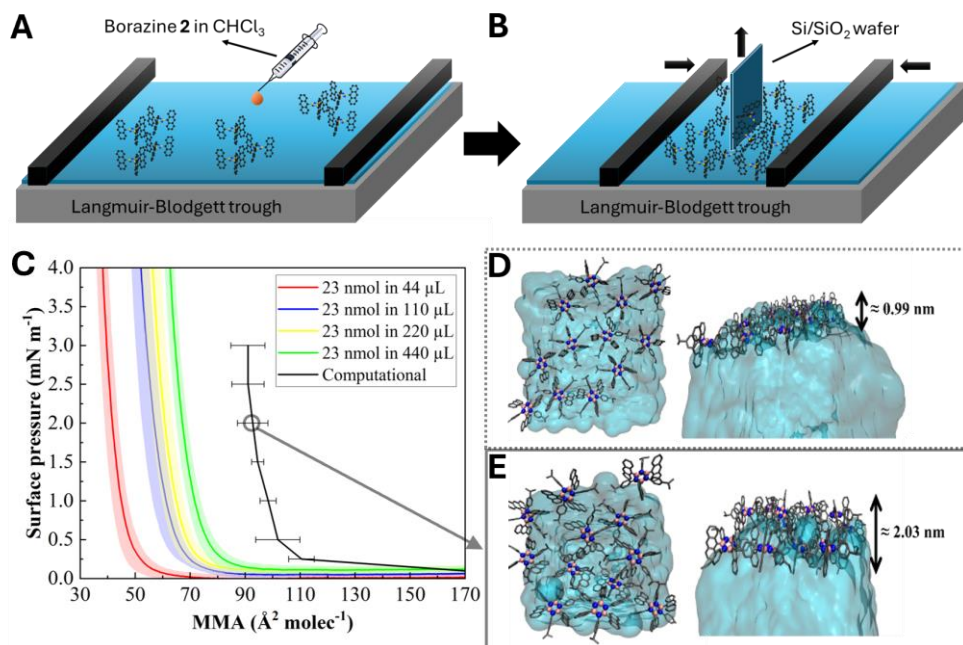 A
Borazine 2 in CHCl₃
Langmuir-Blodgett trough
B
Si/SiO₂ wafer
Langmuir-Blodgett trough
C
Surface pressure (mN m⁻¹)
4.0
3.5
3.0
2.5
2.0
1.5
1.0
0.5
0.0
23 nmol in 44 µL
23 nmol in 110 µL
23 nmol in 220 µL
23 nmol in 440 µL
Computational
30 50 70 90 110 130 150 170
MMA (Å² molec⁻¹)
D
≈ 0.99 nm
E
≈ 2.03 nm